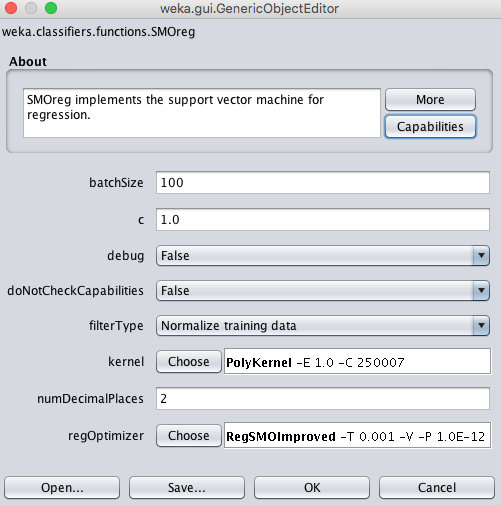 weka.gui.GenericObjectEditor
weka.classifiers.functions.SMOreg
About
SMOreg implements the support vector machine for
regression.
More
Capabilities
batchSize 100
c 1.0
debug False
doNotCheckCapabilities False
filterType Normalize training data
kernel Choose PolyKernel -E 1.0 -C 250007
numDecimalPlaces 2
regOptimizer Choose RegSMOImproved -T 0.001 -V -P 1.0E-12
Open... Save... OK Cancel